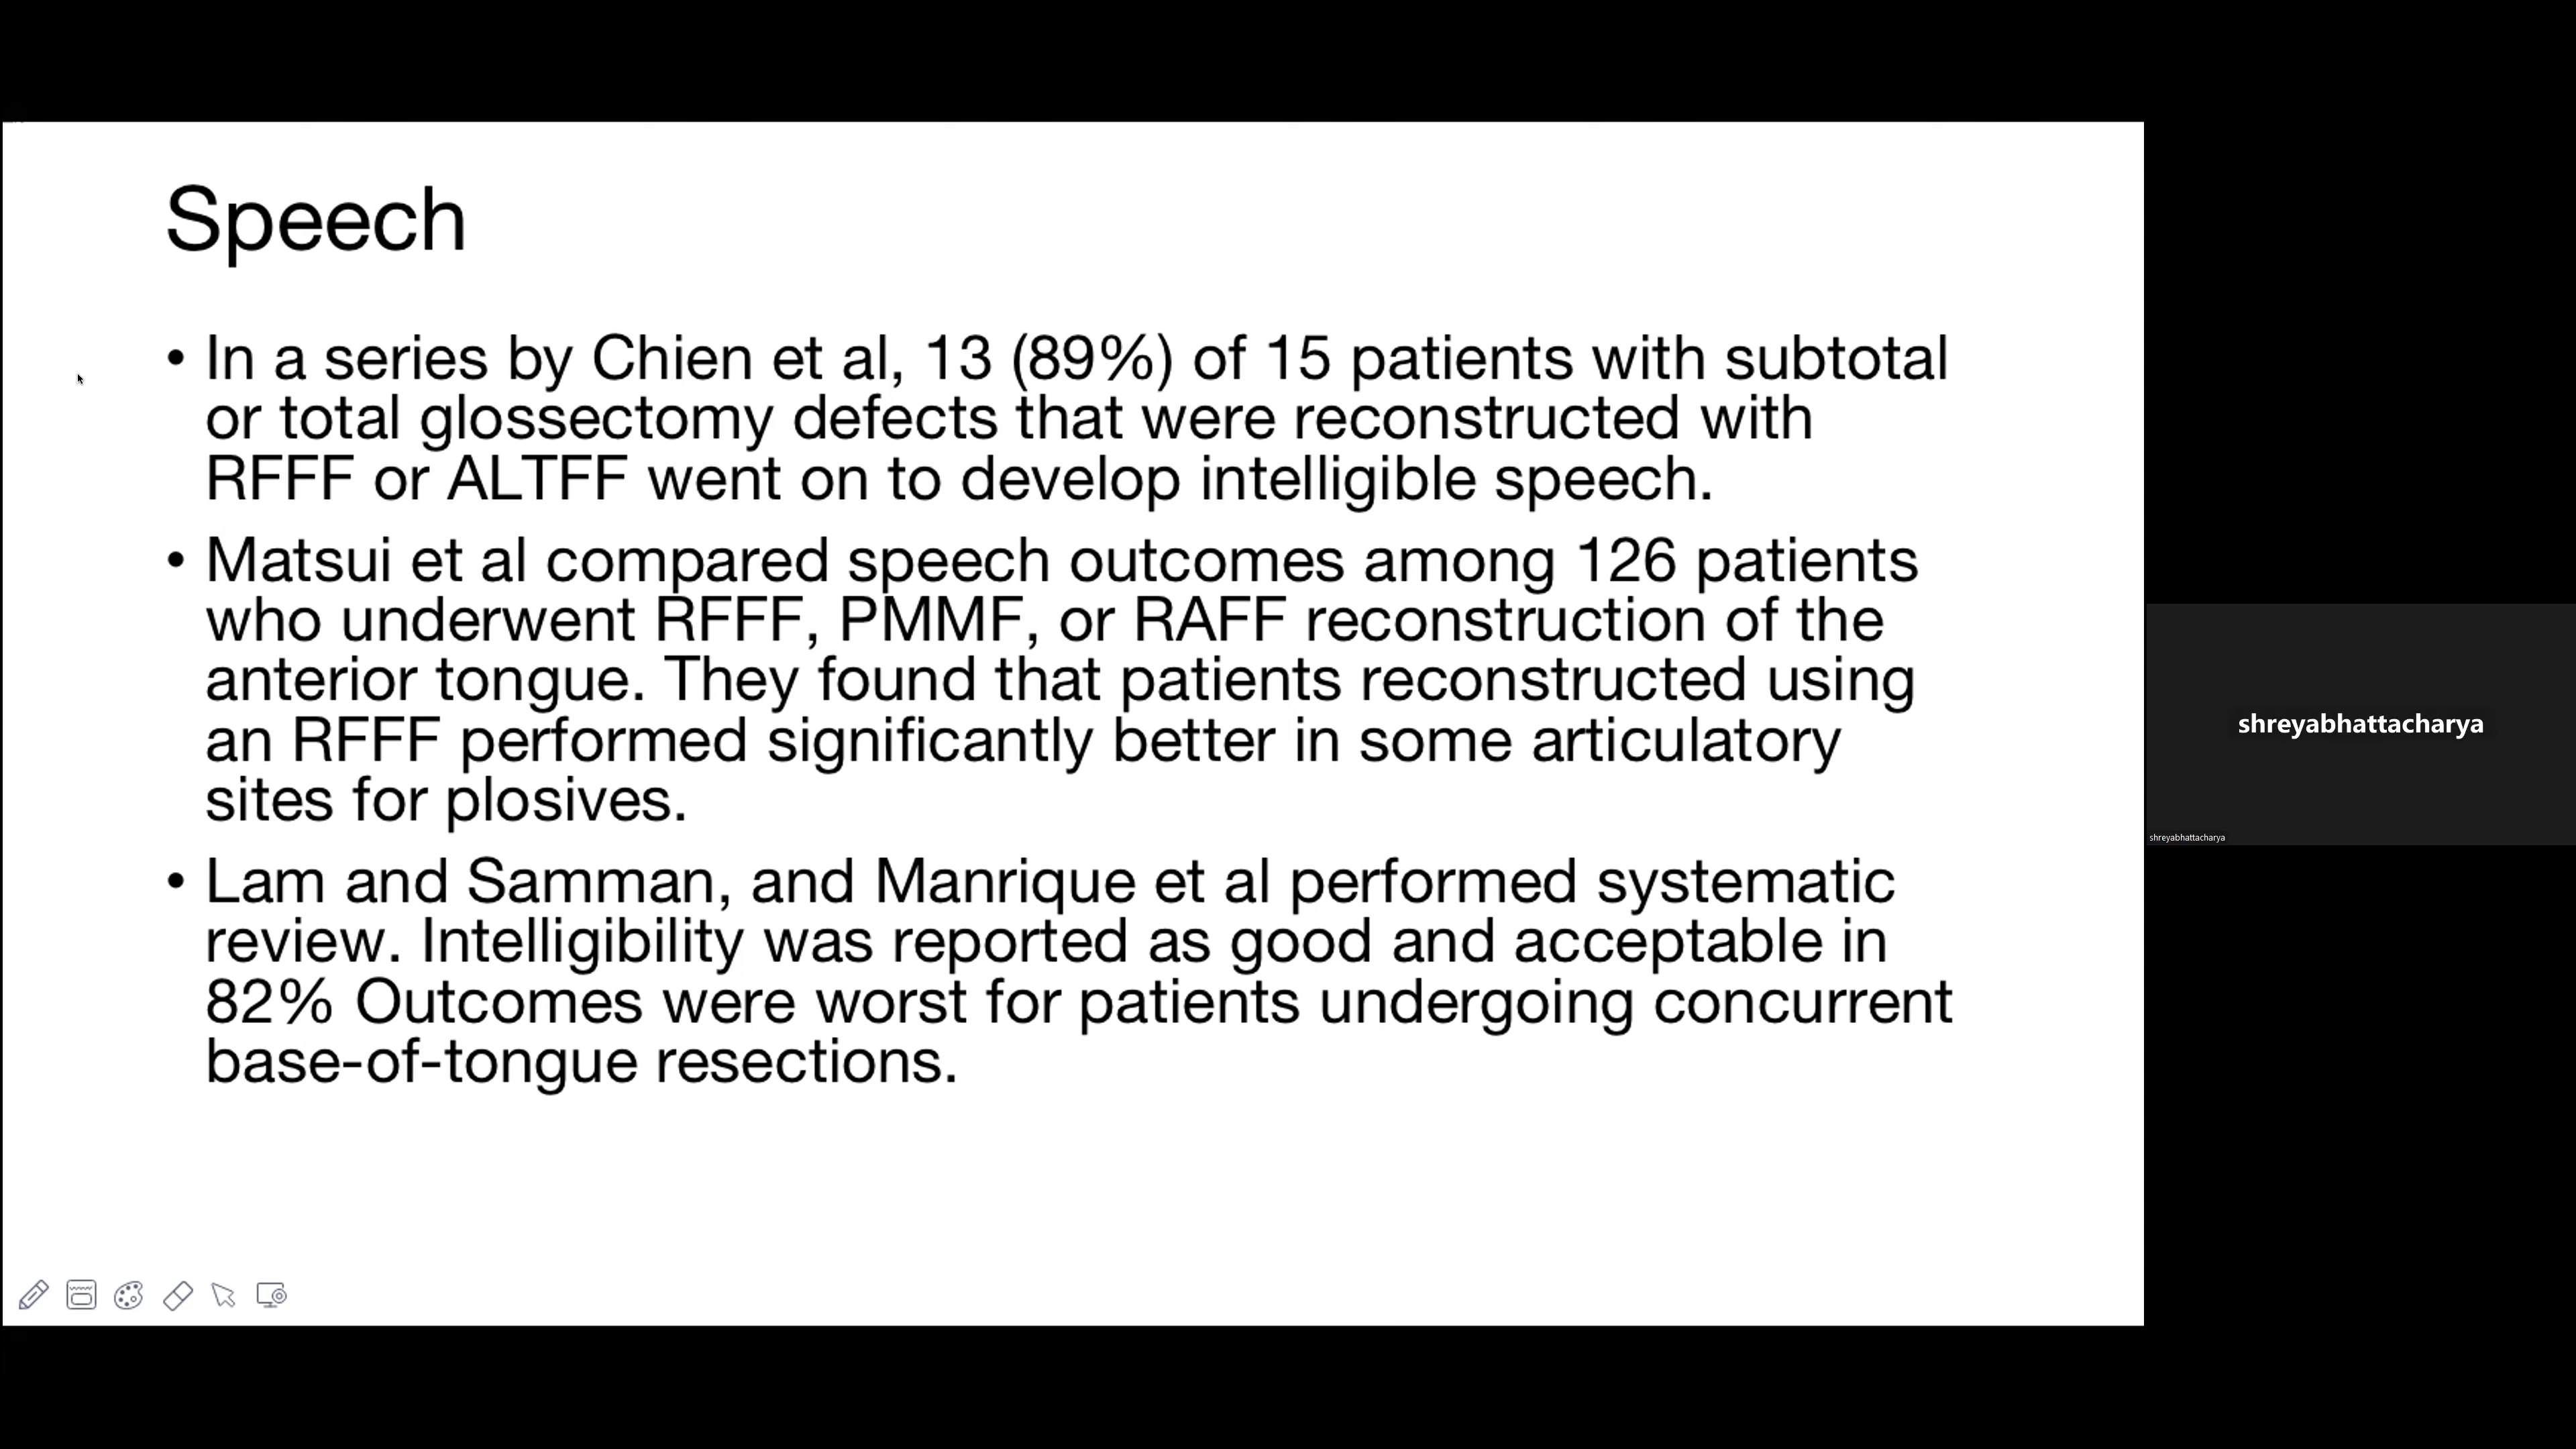 Speech
• In a series by Chien et al, 13 (89%) of 15 patients with subtotal
or total glossectomy defects that were reconstructed with
RFFF or ALTFF went on to develop intelligible speech.
• Matsui et al compared speech outcomes among 126 patients
who underwent RFFF, PMMF, or RAFF reconstruction of the
anterior tongue. They found that patients reconstructed using
an RFFF performed significantly better in some articulatory
sites for plosives.
• Lam and Samman, and Manrique et al performed systematic
review. Intelligibility was reported as good and acceptable in
82% Outcomes were worst for patients undergoing concurrent
base-of-tongue resections.
shreyabhattacharya
shreyabhattacharya